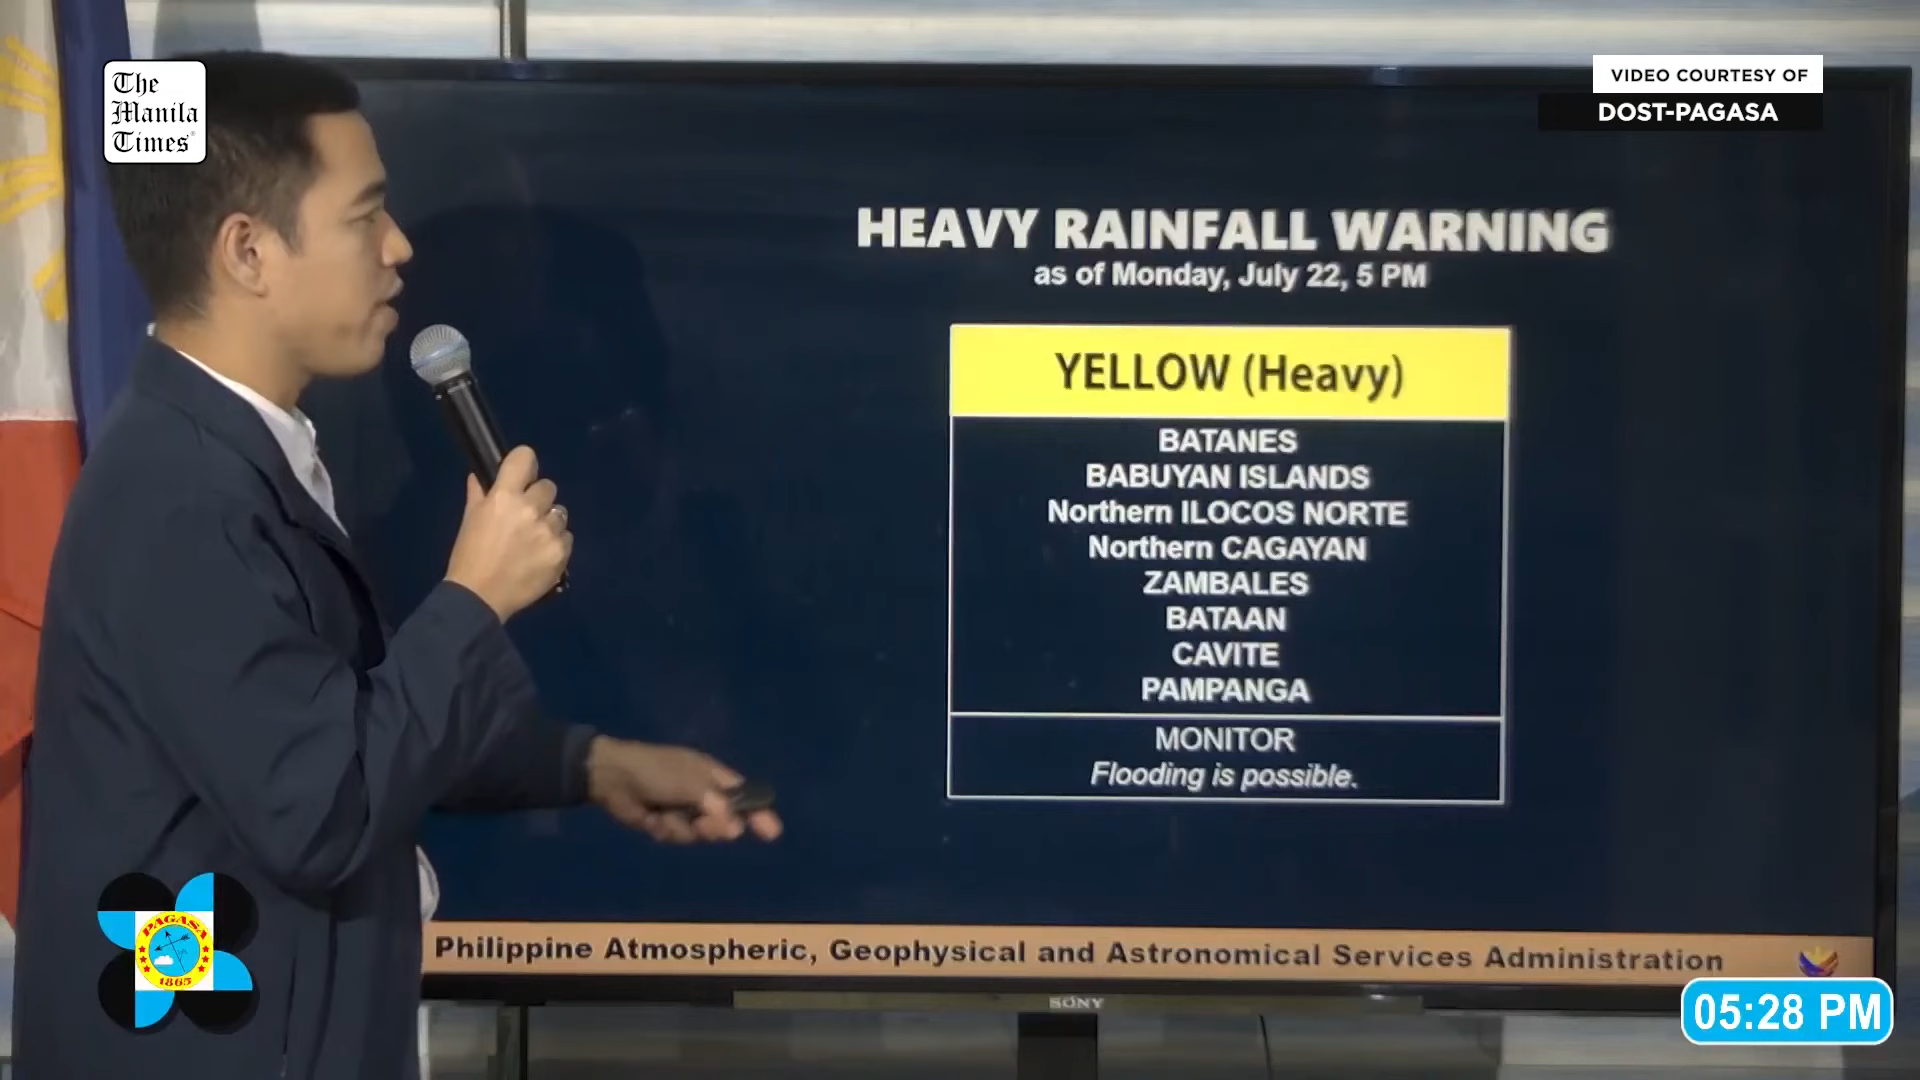 The
Manila
Times
VIDEO COURTESY OF
DOST-PAGASA
HEAVY RAINFALL WARNING
as of Monday, July 22, 5 PM
YELLOW (Heavy)
BATANES
BABUYAN ISLANDS
Northern ILOCOS NORTE
Northern CAGAYAN
ZAMBALES
BATAAN
CAVITE
PAMPANGA
MONITOR
Flooding is possible.
PAGASA
1865
Philippine Atmospheric, Geophysical and Astronomical Services Administration
SONY
05:28 PM